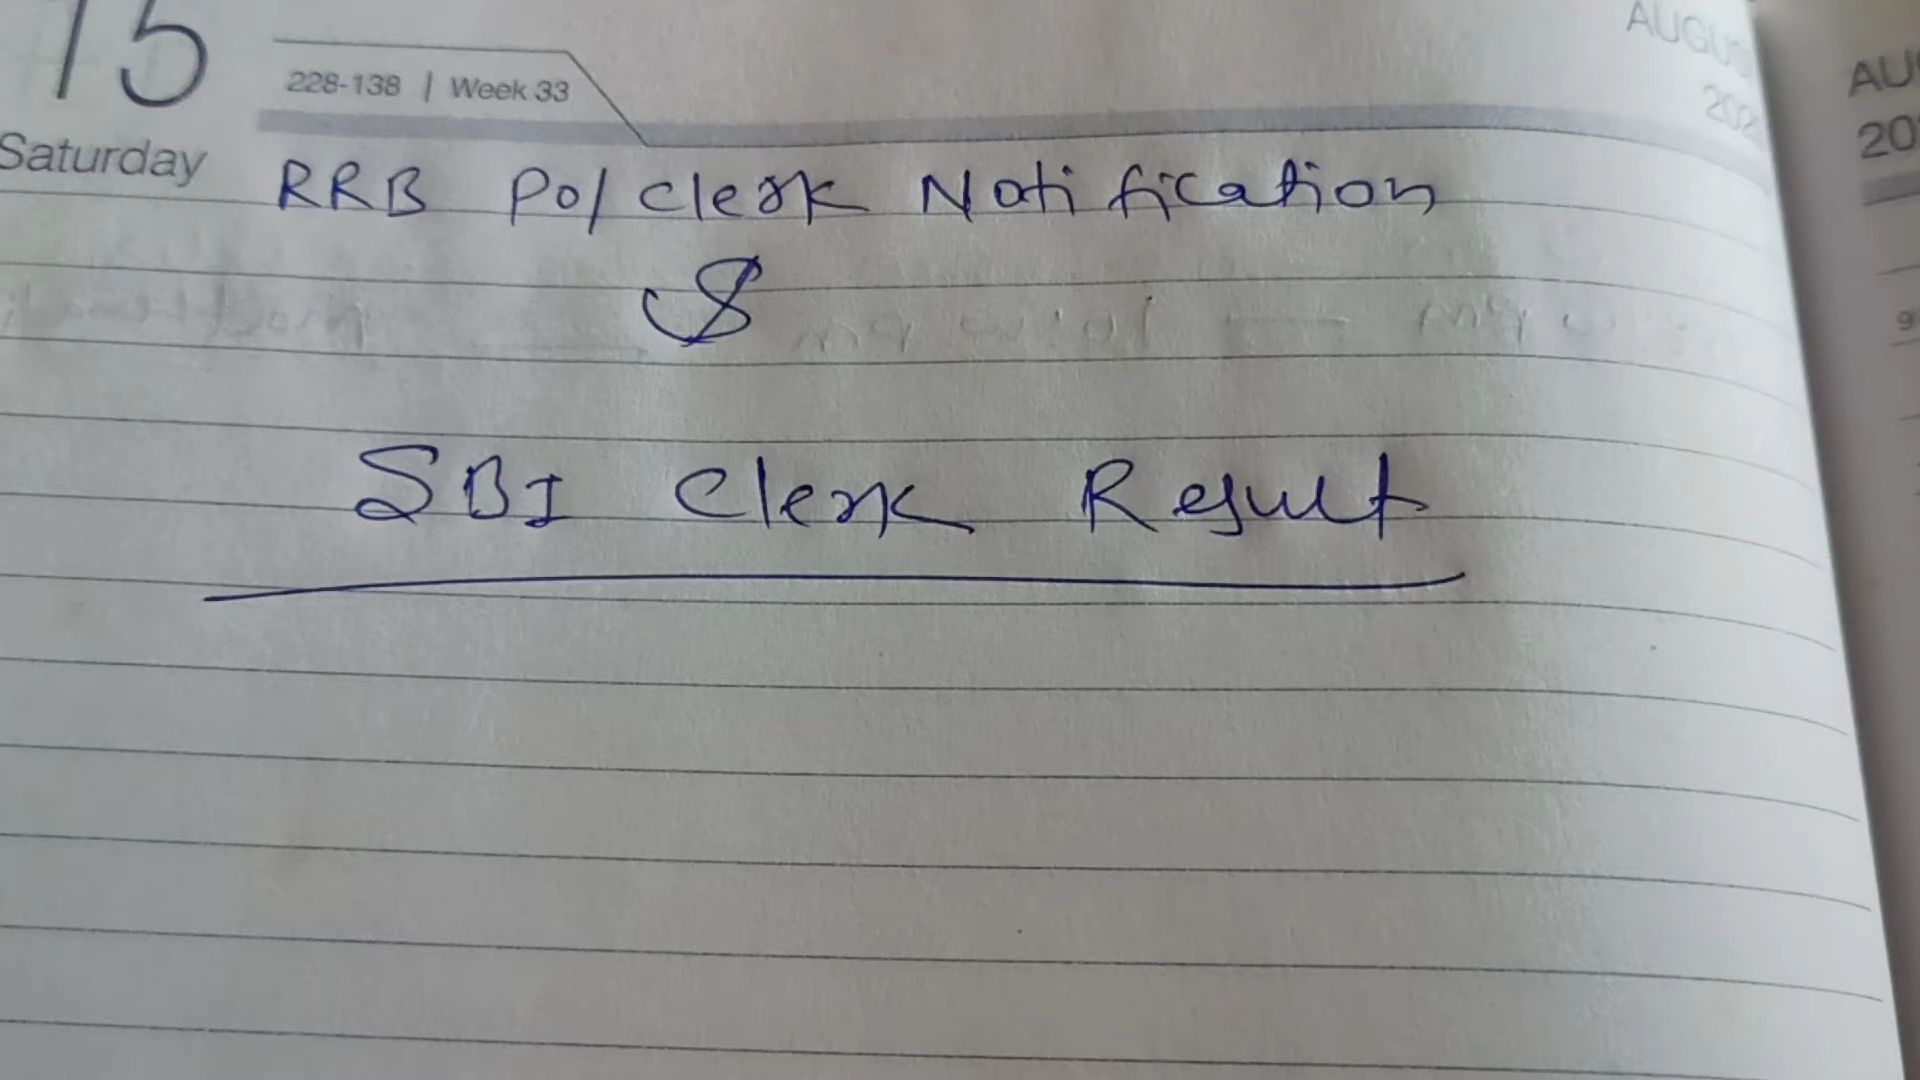 15
228-138 | Week 33
Saturday
RRB PO/Clerk Notification
&
SBI Clerk Result